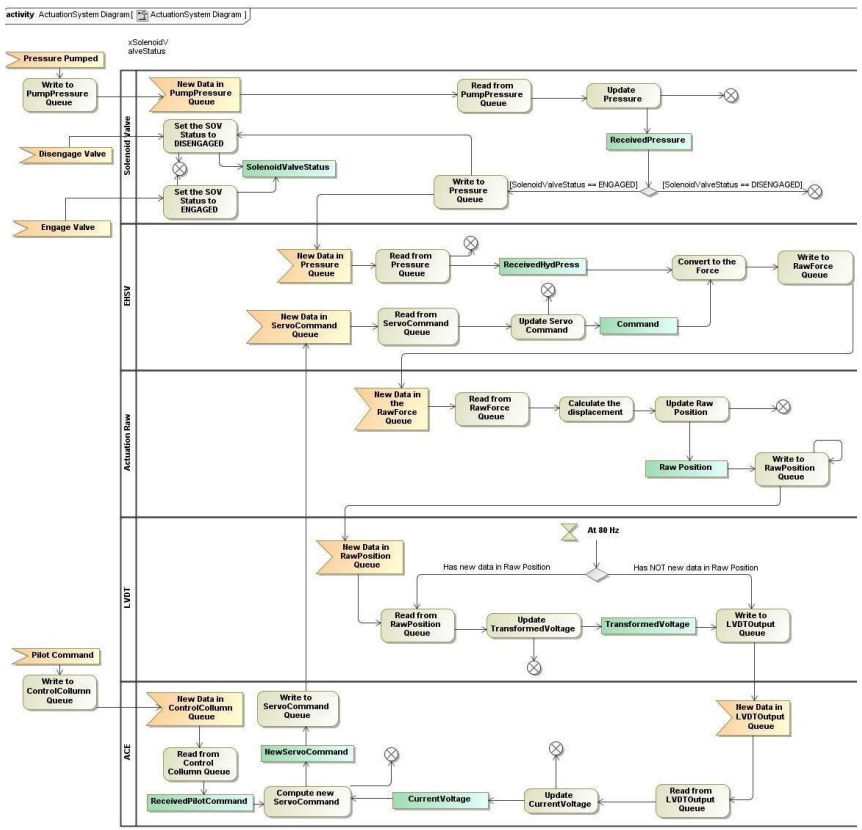 activity ActuationSystem Diagram [ ActuationSystem Diagram ]
xSolenoidV
alveStatus
Pressure Pumped
Write to
PumpPressure
Queue
New Data in
PumpPressure
Queue
Read from
PumpPressure
Queue
Update
Pressure
Solenoid Valve
Set the SOV
Status to
DISENGAGED
ReceivedPressure
Disengage Valve
SolenoidValveStatus
Write to
Pressure
Queue
[SolenoidValveStatus == ENGAGED]
[SolenoidValveStatus == DISENGAGED]
Set the SOV
Status to
ENGAGED
Engage Valve
EHSV
New Data in
Pressure
Queue
Read from
Pressure
Queue
ReceivedHydPress
Convert to the
Force
Write to
RawForce
Queue
New Data in
ServoCommand
Queue
Read from
ServoCommand
Queue
Update Servo
Command
Command
Actuation Raw
New Data in
the
RawForce
Queue
Read from
RawForce
Queue
Calculate the
displacement
Update Raw
Position
Raw Position
Write to
RawPosition
Queue
LVDT
At 80 Hz
New Data in
RawPosition
Queue
Has new data in Raw Position
Has NOT new data in Raw Position
Read from
RawPosition
Queue
Update
TransformedVoltage
TransformedVoltage
Write to
LVDTOutput
Queue
Pilot Command
Write to
ControlCollumn
Queue
ACE
New Data in
ControlCollumn
Queue
Write to
ServoCommand
Queue
New Data in
LVDTOutput
Queue
Read from
Control
Collumn Queue
NewServoCommand
ReceivedPilotCommand
Compute new
ServoCommand
CurrentVoltage
Update
CurrentVoltage
Read from
LVDTOutput
Queue